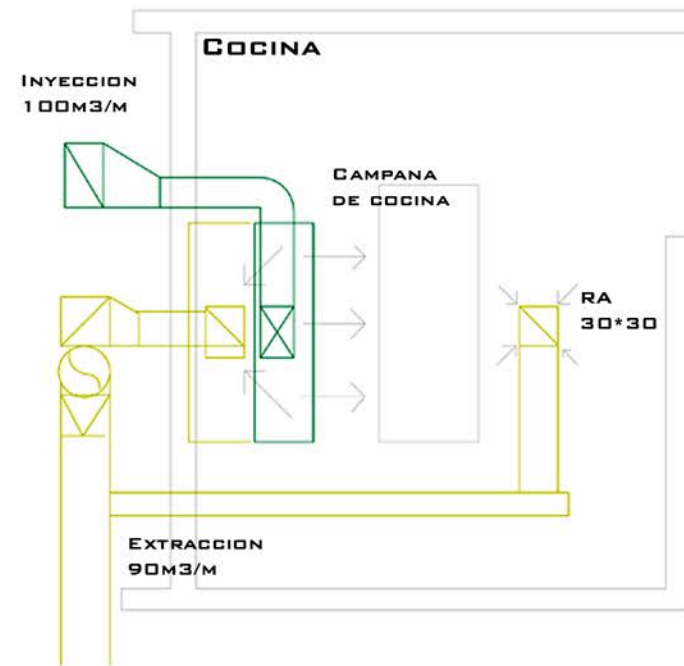 Cocina
Inyeccion
100m3/m
Campana
de cocina
RA
30*30
Extraccion
90m3/m